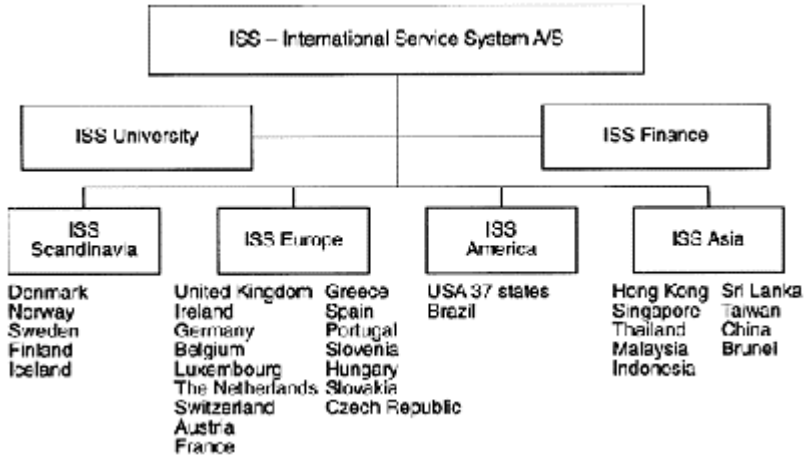 ISS – International Service System A/S
ISS University
ISS Finance
ISS
Scandinavia
ISS Europe
ISS
America
ISS Asia
Denmark
Norway
Sweden
Finland
Iceland
United Kingdom
Ireland
Germany
Belgium
Luxembourg
The Netherlands
Switzerland
Austria
France
Greece
Spain
Portugal
Slovenia
Hungary
Slovakia
Czech Republic
USA 37 states
Brazil
Hong Kong
Singapore
Thailand
Malaysia
Indonesia
Sri Lanka
Taiwan
China
Brunei